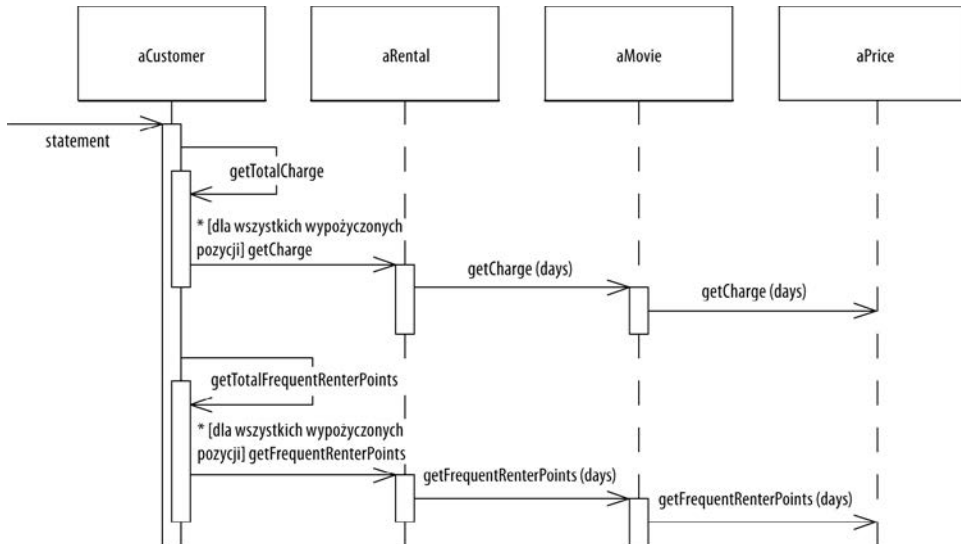 aCustomer
aRental
aMovie
aPrice
statement
getTotalCharge
* [dla wszystkich wypożyczonych
pozycji] getCharge
getCharge (days)
getCharge (days)
getTotalFrequentRenterPoints
* [dla wszystkich wypożyczonych
pozycji] getFrequentRenterPoints
getFrequentRenterPoints (days)
getFrequentRenterPoints (days)